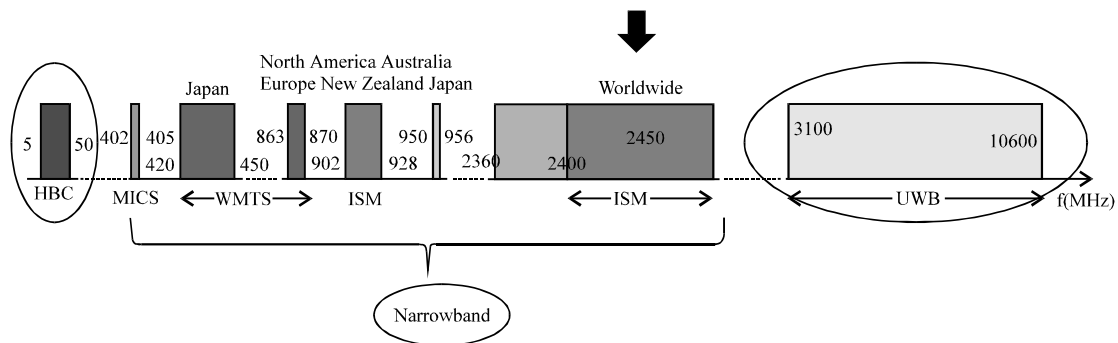 North America Australia
Europe New Zealand Japan
Japan
Worldwide
5
50
402
405
420
450
863
870
902
928
950
956
2360
2400
2450
3100
10600
HBC
MICS
WMTS
ISM
ISM
UWB
f(MHz)
Narrowband